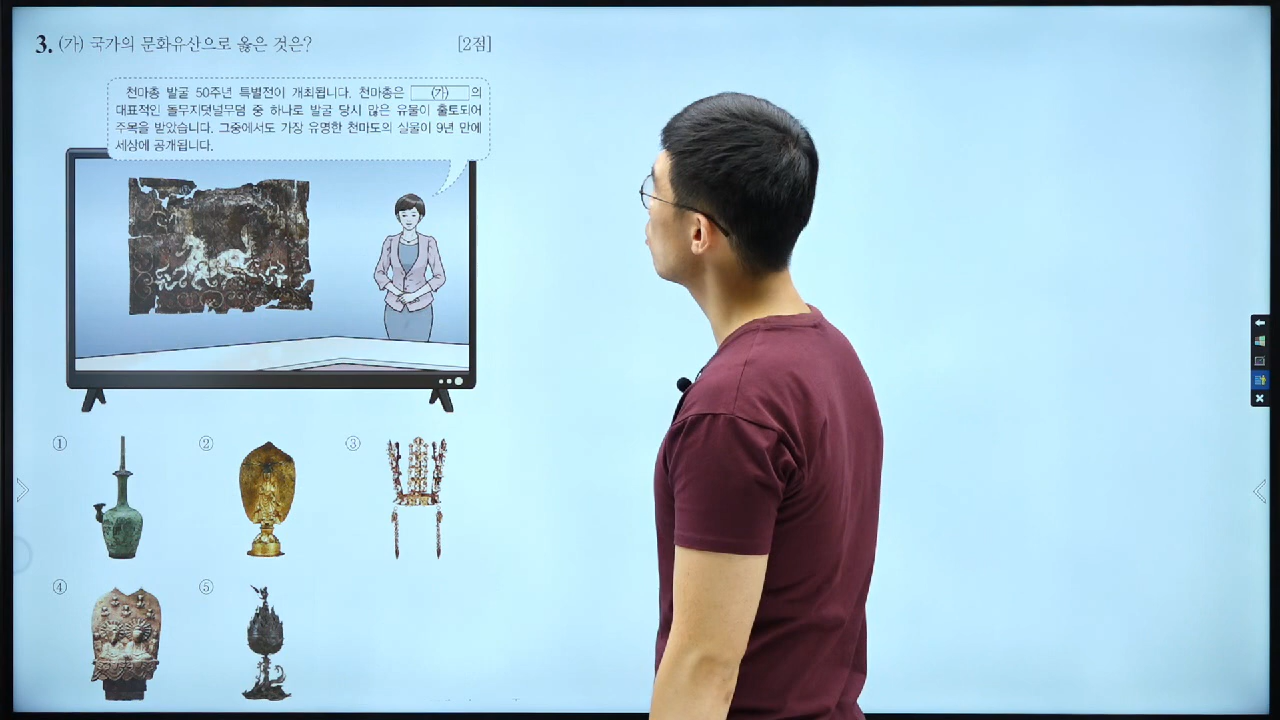 3. (가) 국가의 문화유산으로 옳은 것은? [2점]
천마총 발굴 50주년 특별전이 개최됩니다. 천마총은 (가) 의
대표적인 돌무지덧널무덤 중 하나로 발굴 당시 많은 유물이 출토되어
주목을 받았습니다. 그중에서도 가장 유명한 천마도의 실물이 9년 만에
세상에 공개됩니다.
① ② ③
④ ⑤